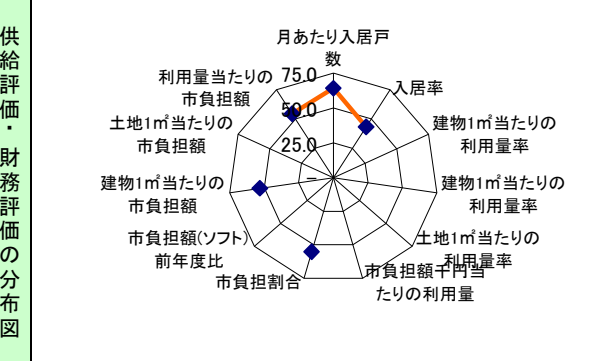 供給評価・財務評価の分布図
月あたり入居戸
数
入居率
建物1㎡当たりの
利用量率
建物1㎡当たりの
利用量率
土地1㎡当たりの
利用量率
市負担額千円当
たりの利用量
市負担割合
市負担額(ソフト)
前年度比
建物1㎡当たりの
市負担額
土地1㎡当たりの
市負担額
利用量当たりの
市負担額
75.0
50.0
25.0
–